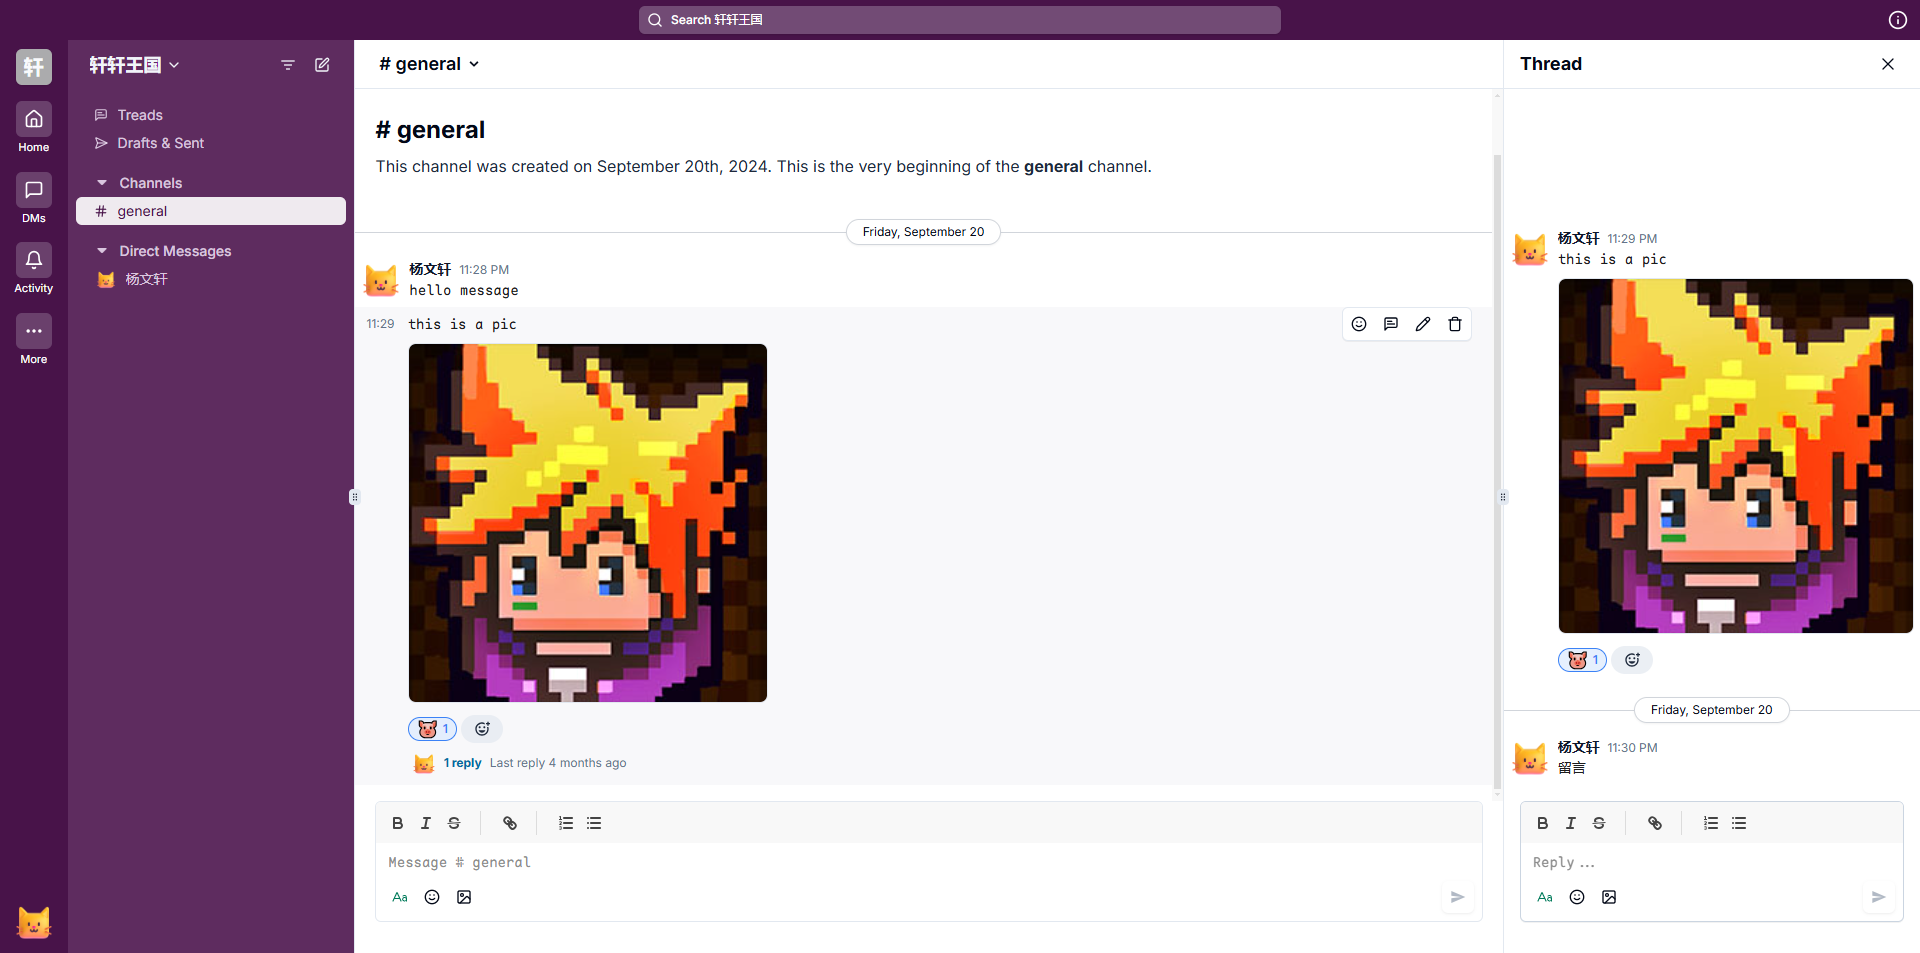 Search 轩轩王国
轩
Home
DMs
Activity
More
轩轩王国
Treads
Drafts & Sent
Channels
# general
Direct Messages
杨文轩
# general
# general
This channel was created on September 20th, 2024. This is the very beginning of the general channel.
Friday, September 20
杨文轩 11:28 PM
hello message
11:29 this is a pic
1
1 reply Last reply 4 months ago
B I S
Message # general
Aa
Thread
杨文轩 11:29 PM
this is a pic
1
Friday, September 20
杨文轩 11:30 PM
留言
B I S
Reply ...
Aa